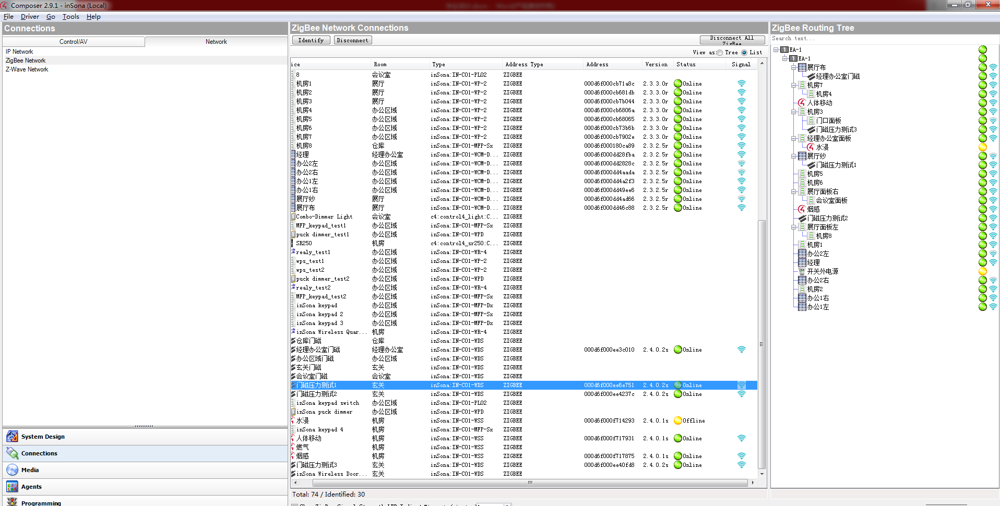 Composer 2.9.1 - inSona (Local)
File Driver Go Tools Help
Connections
Control/AV Network
IP Network
ZigBee Network
Z-Wave Network
System Design
Connections
Media
Agents
Programming
ZigBee Network Connections
Identify Disconnect Disconnect All ZigBee
View as: Tree List
ice Room Type Address Type Address Version Status Signal
8 会议室 inSona:IN-C01-PL02 ZIGBEE
机房1 展厅 inSona:IN-C01-WP-2 ZIGBEE 000d6f000cb71a8c 2.3.3.0r Online
机房2 展厅 inSona:IN-C01-WP-2 ZIGBEE 000d6f000cb681db 2.3.3.0r Online
机房3 展厅 inSona:IN-C01-WP-2 ZIGBEE 000d6f000cb7b044 2.3.3.0r Online
机房4 办公区域 inSona:IN-C01-WP-2 ZIGBEE 000d6f000cb6806a 2.3.3.0r Online
机房5 办公区域 inSona:IN-C01-WP-2 ZIGBEE 000d6f000cb68065 2.3.3.0r Online
机房6 办公区域 inSona:IN-C01-WP-2 ZIGBEE 000d6f000cb73b6b 2.3.3.0r Online
机房7 办公区域 inSona:IN-C01-WP-2 ZIGBEE 000d6f000cb7902e 2.3.3.0r Online
机房8 仓库 inSona:IN-C01-MFP-Sx ZIGBEE 000d6f000180ca89 2.3.2.5r Online
经理 经理办公室 inSona:IN-C01-WCM-D... ZIGBEE 000d6f000dd28fba 2.3.2.5r Online
办公2左 办公区域 inSona:IN-C01-WCM-D... ZIGBEE 000d6f000dd2828c 2.3.2.5r Online
办公2右 办公区域 inSona:IN-C01-WCM-D... ZIGBEE 000d6f000dd4aada 2.3.2.5r Online
办公1左 办公区域 inSona:IN-C01-WCM-D... ZIGBEE 000d6f000dd4a2f3 2.3.2.5r Online
办公1右 办公区域 inSona:IN-C01-WCM-D... ZIGBEE 000d6f000dd49ee6 2.3.2.5r Online
展厅纱 展厅 inSona:IN-C01-WCM-D... ZIGBEE 000d6f000dd4ad66 2.3.2.5r Online
展厅布 展厅 inSona:IN-C01-WCM-D... ZIGBEE 000d6f000dd46c88 2.3.2.5r Online
Combo-Dimmer Light 会议室 c4:control4_light:C... ZIGBEE
MFP_keypad_test1 办公区域 inSona:IN-C01-MFP-Sx ZIGBEE
puck dimmer_test1 办公区域 inSona:IN-C01-WPD ZIGBEE
SR250 机房 c4:control4_sr250:C... ZIGBEE
realy_test1 办公区域 inSona:IN-C01-WR-4 ZIGBEE
wps_test1 办公区域 inSona:IN-C01-WP-2 ZIGBEE
wps_test2 办公区域 inSona:IN-C01-WP-2 ZIGBEE
puck dimmer_test2 办公区域 inSona:IN-C01-WPD ZIGBEE
realy_test2 办公区域 inSona:IN-C01-WR-4 ZIGBEE
MFP_keypad_test2 办公区域 inSona:IN-C01-MFP-Sx ZIGBEE
inSona keypad 办公区域 inSona:IN-C01-MFP-Dx ZIGBEE
inSona keypad 2 办公区域 inSona:IN-C01-MFP-Sx ZIGBEE
inSona keypad 3 办公区域 inSona:IN-C01-MFP-Dx ZIGBEE
inSona Wireless Quar... 机房 inSona:IN-C01-WR-4 ZIGBEE
仓库门磁 仓库 inSona:IN-C01-WDS ZIGBEE
经理办公室门磁 经理办公室 inSona:IN-C01-WDS ZIGBEE 000d6f000ee3c010 2.4.0.2s Online
办公区域门磁 办公区域 inSona:IN-C01-WDS ZIGBEE
玄关门磁 玄关 inSona:IN-C01-WDS ZIGBEE
会议室门磁 会议室 inSona:IN-C01-WDS ZIGBEE
门磁压力测试1 玄关 inSona:IN-C01-WDS ZIGBEE 000d6f000ee6e751 2.4.0.2s Online
门磁压力测试2 玄关 inSona:IN-C01-WDS ZIGBEE 000d6f000ee4237c 2.4.0.2s Online
inSona keypad switch 办公区域 inSona:IN-C01-PL02 ZIGBEE
inSona puck dimmer 办公区域 inSona:IN-C01-WPD ZIGBEE
水浸 机房 inSona:IN-C01-WSS ZIGBEE 000d6f000f714293 2.4.0.1s Offline
inSona keypad 4 机房 inSona:IN-C01-MFP-Sx ZIGBEE
人体移动 机房 inSona:IN-C01-WSS ZIGBEE 000d6f000f717931 2.4.0.1s Online
燃气 机房 inSona:IN-C01-WSS ZIGBEE
烟感 机房 inSona:IN-C01-WSS ZIGBEE 000d6f000f717875 2.4.0.1s Online
门磁压力测试3 玄关 inSona:IN-C01-WDS ZIGBEE 000d6f000ee40fd8 2.4.0.2s Online
inSona Wireless Door... 玄关 inSona:IN-C01-WDS ZIGBEE
Total: 74 / Identified: 30
ZigBee Routing Tree
Search text...
EA-1
EA-1
展厅布
经理办公室门磁
机房7
机房4
人体移动
机房3
门口面板
门磁压力测试3
经理办公室面板
水浸
展厅纱
门磁压力测试1
机房5
机房6
展厅面板右
会议室面板
烟感
门磁压力测试2
展厅面板左
机房8
机房1
办公2左
经理
开关外电源
办公2右
机房2
办公1右
办公1左